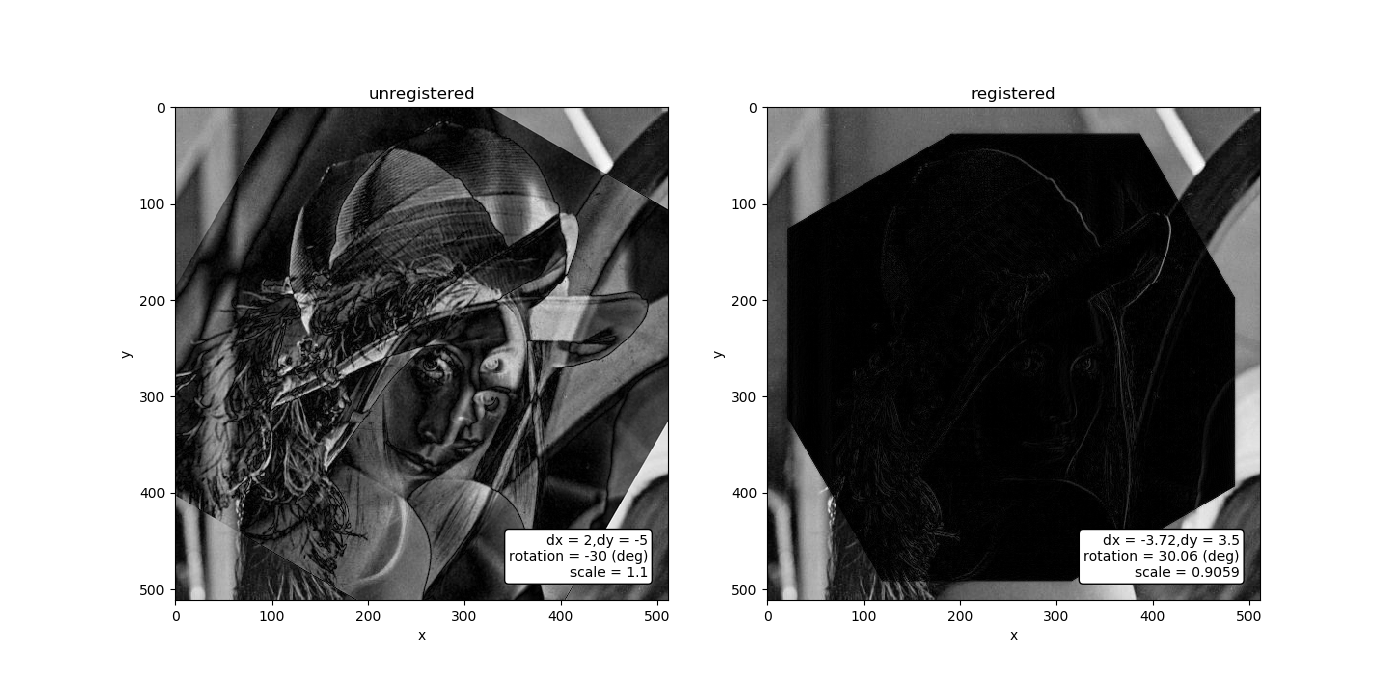 unregistered
0
100
200
300
400
500
y
0 100 200 300 400 500
x
dx = 2,dy = -5
rotation = -30 (deg)
scale = 1.1
registered
0
100
200
300
400
500
y
0 100 200 300 400 500
x
dx = -3.72,dy = 3.5
rotation = 30.06 (deg)
scale = 0.9059